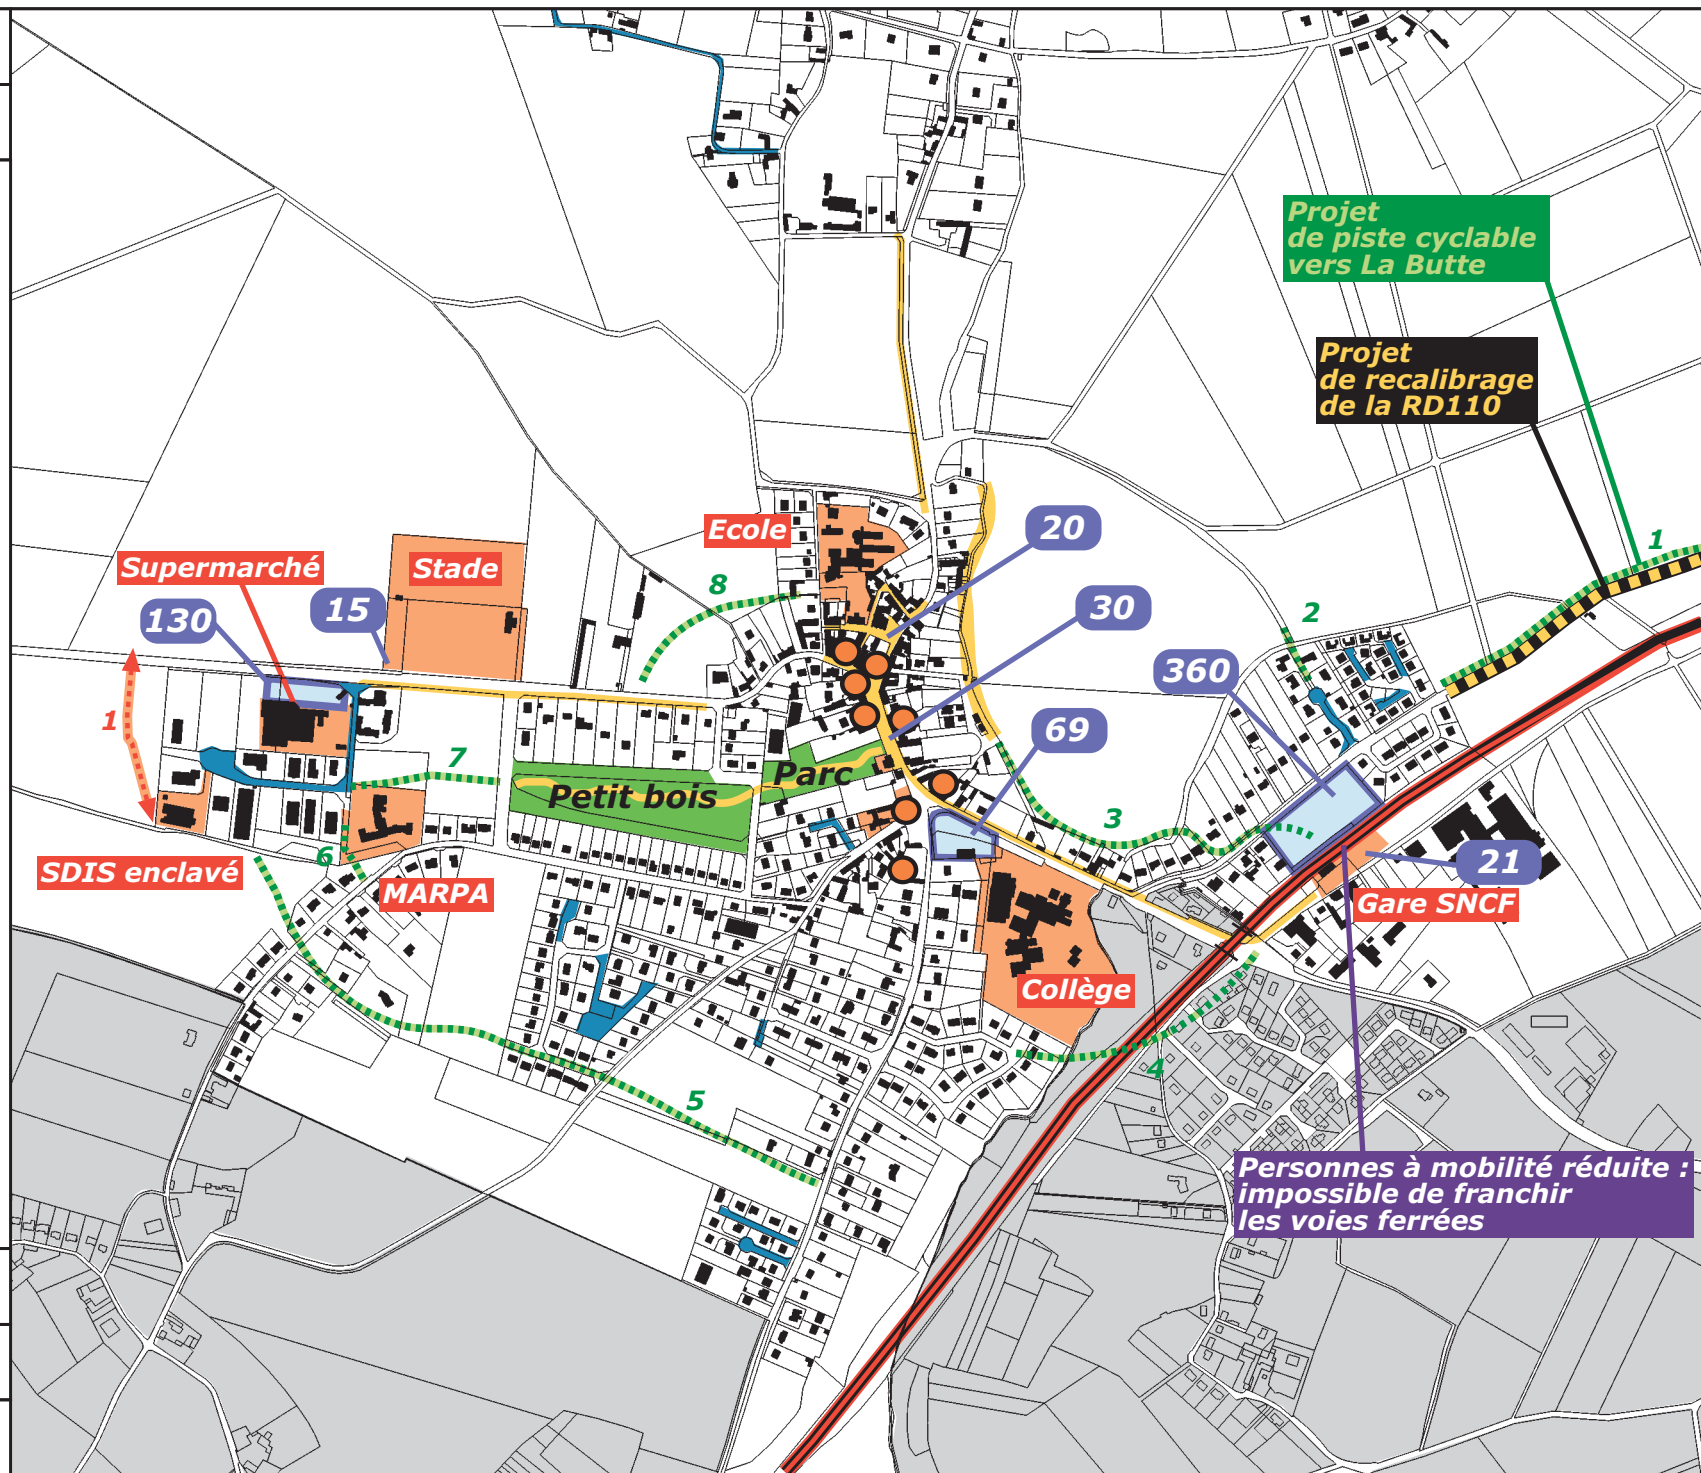 Projet
de piste cyclable
vers La Butte
Projet
de recalibrage
de la RD110
Ecole
20
1
Supermarché
Stade
8
30
2
130
15
360
1
69
7
Parc
Petit bois
3
6
21
SDIS enclavé
MARPA
Gare SNCF
Collège
4
5
Personnes à mobilité réduite :
impossible de franchir
les voies ferrées